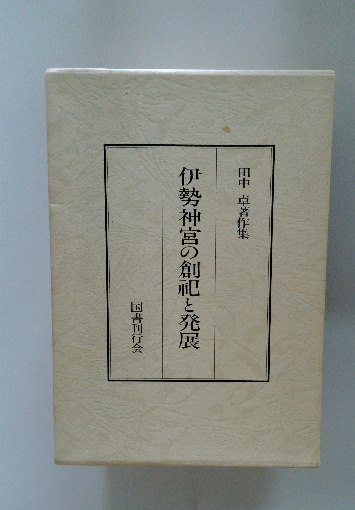 田中 卓著作集
伊勢神宮の創祀と発展
国書刊行会